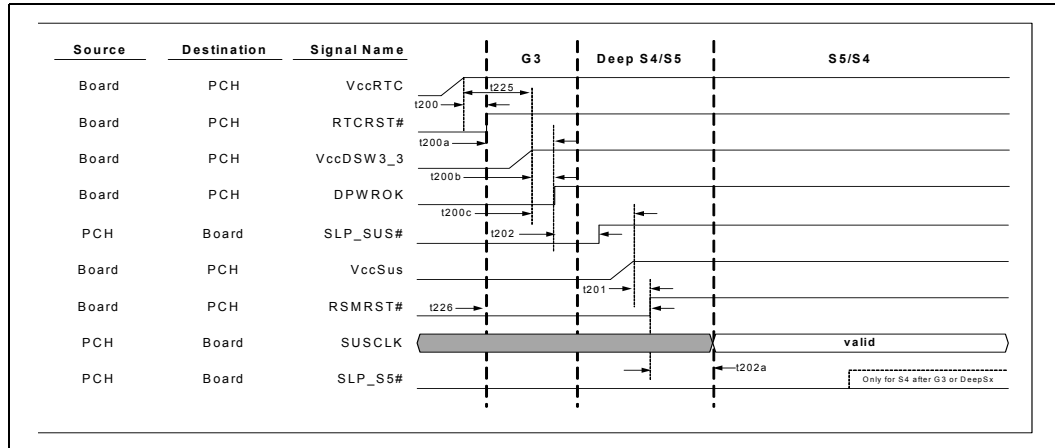 Source Destination Signal Name G3 Deep S4/S5 S5/S4
Board PCH VccRTC
t225
t200
Board PCH RTCRST#
t200a
Board PCH VccDSW3_3
t200b
Board PCH DPWROK
t200c
PCH Board SLP_SUS# t202
Board PCH VccSus
t201
Board PCH RSMRST# t226
PCH Board SUSCLK valid
t202a
PCH Board SLP_S5# Only for S4 after G3 or DeepSx